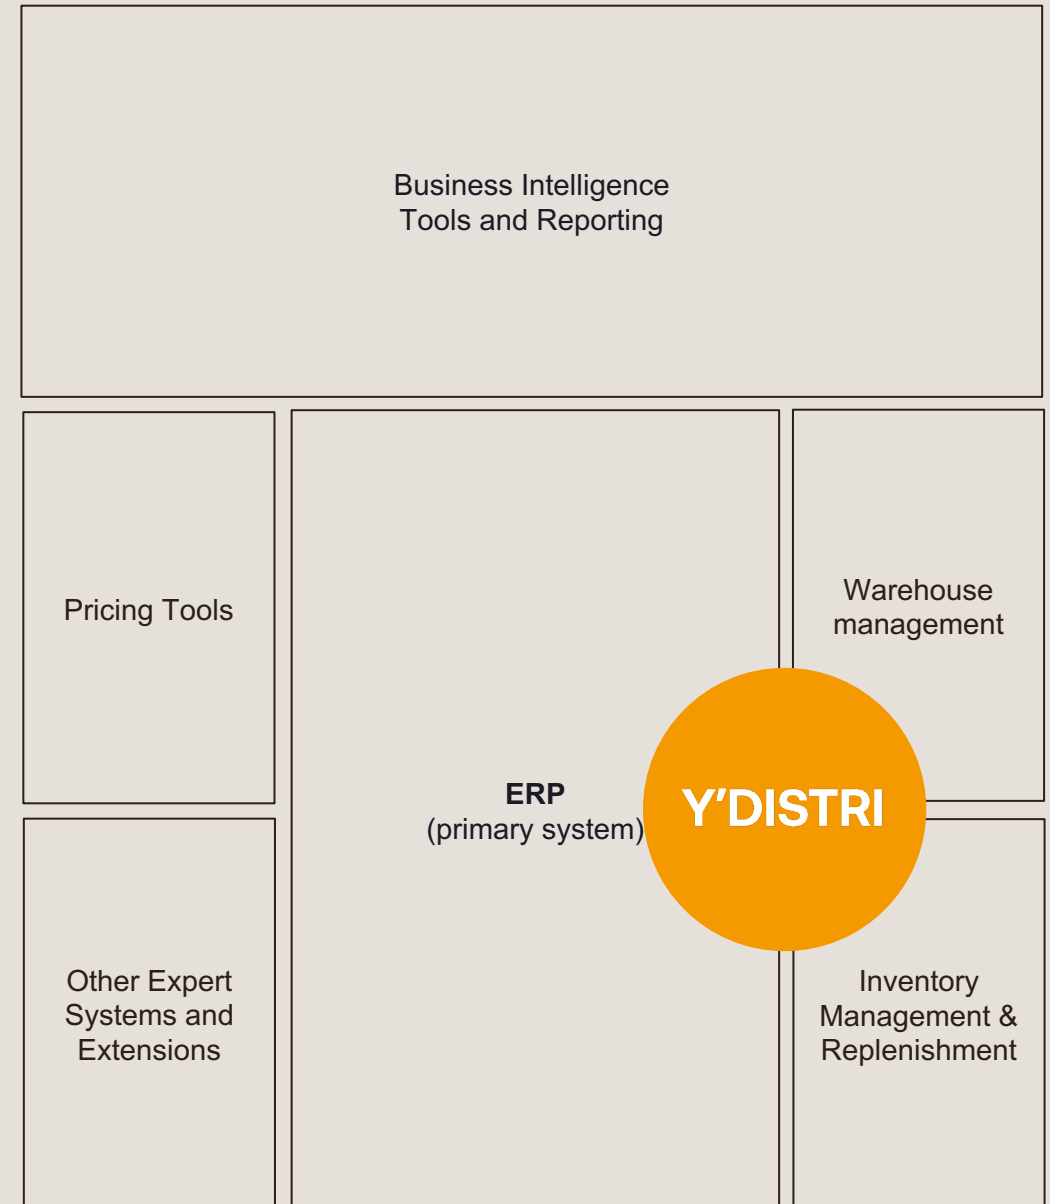 Business Intelligence
Tools and Reporting
Pricing Tools
Warehouse
management
ERP
(primary system)
Y'DISTRI
Other Expert
Systems and
Extensions
Inventory
Management &
Replenishment